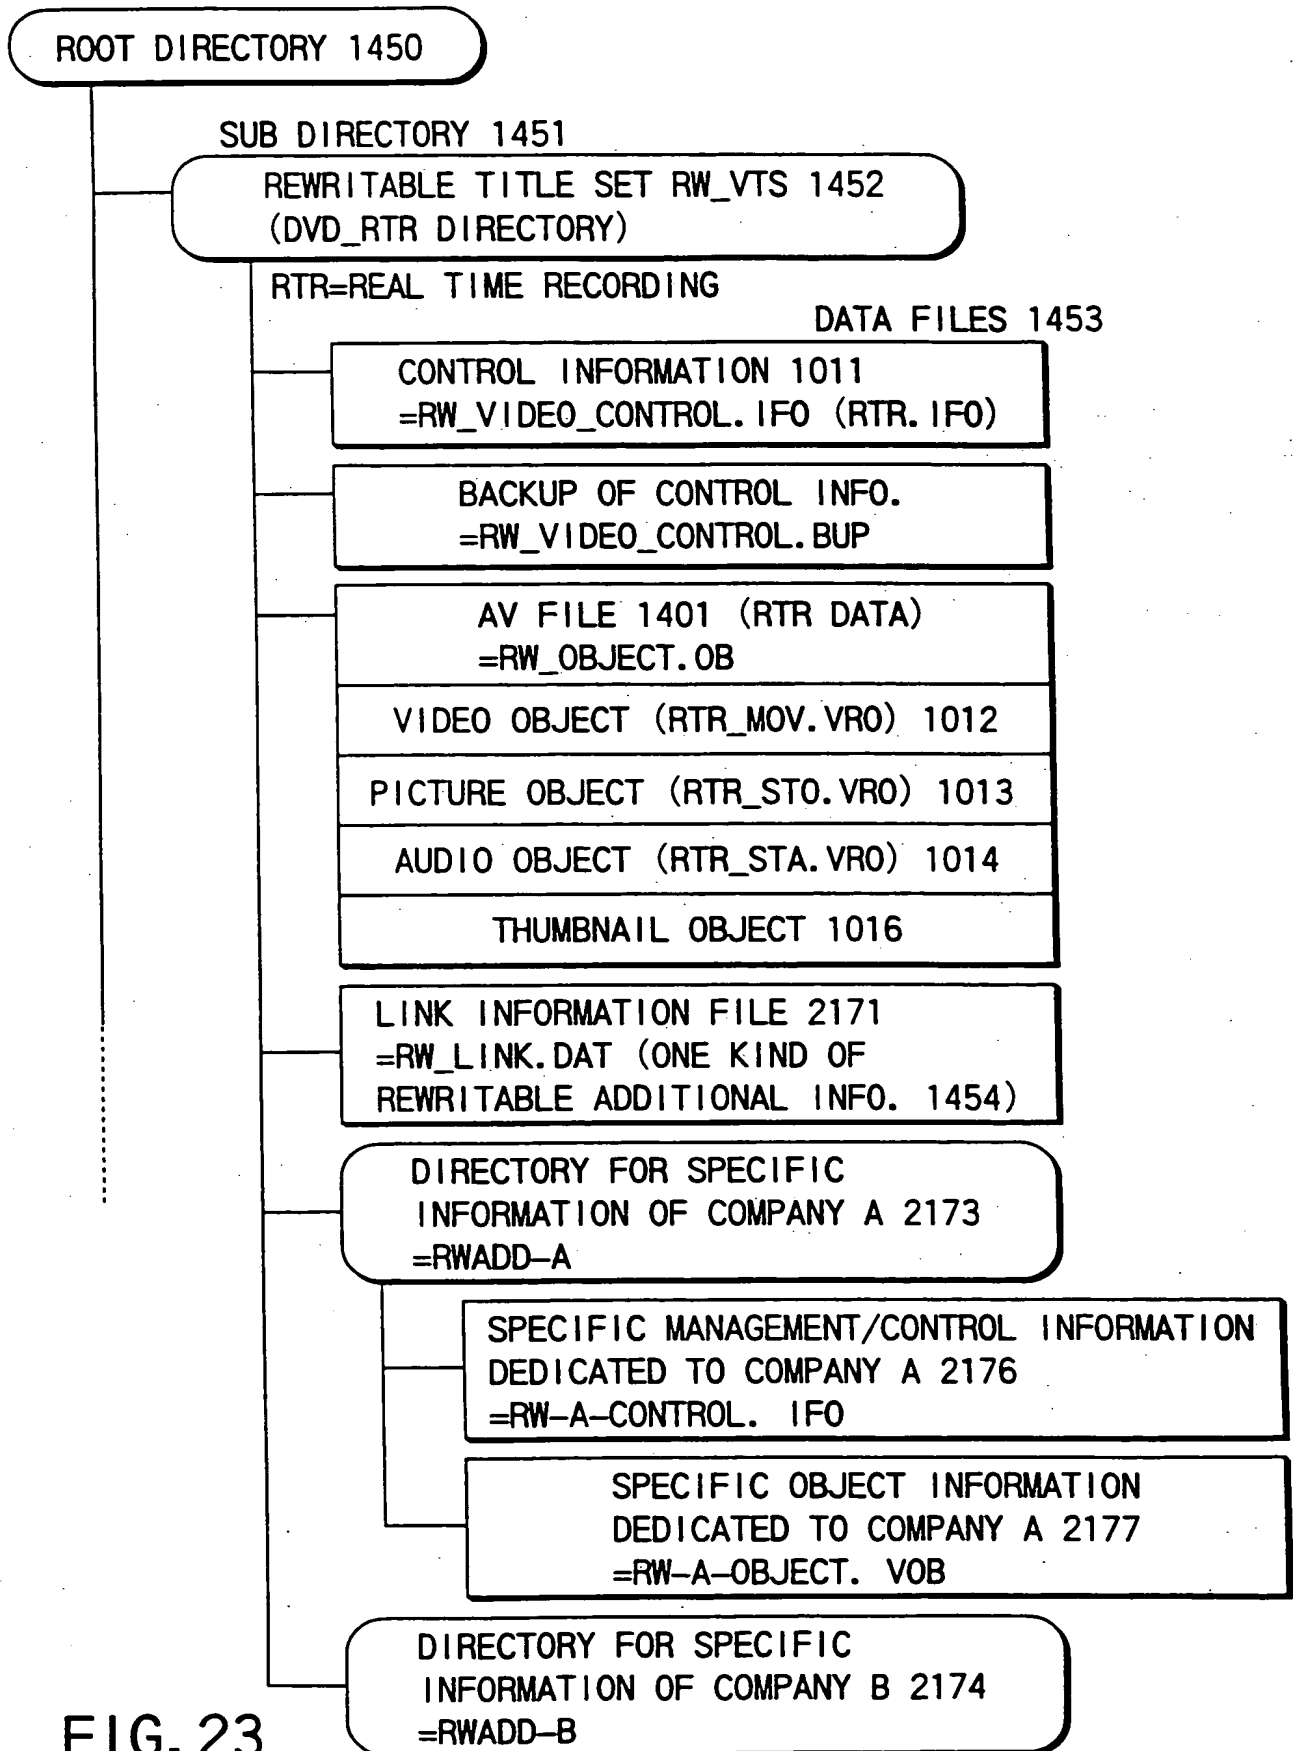 ROOT DIRECTORY 1450
SUB DIRECTORY 1451
REWRITABLE TITLE SET RW_VTS 1452
(DVD_RTR DIRECTORY)
RTR=REAL TIME RECORDING
DATA FILES 1453
CONTROL INFORMATION 1011
=RW_VIDEO_CONTROL.IFO (RTR.IFO)
BACKUP OF CONTROL INFO.
=RW_VIDEO_CONTROL.BUP
AV FILE 1401 (RTR DATA)
=RW_OBJECT.OB
VIDEO OBJECT (RTR_MOV.VRO) 1012
PICTURE OBJECT (RTR_STO.VRO) 1013
AUDIO OBJECT (RTR_STA.VRO) 1014
THUMBNAIL OBJECT 1016
LINK INFORMATION FILE 2171
=RW_LINK.DAT (ONE KIND OF
REWRITABLE ADDITIONAL INFO. 1454)
DIRECTORY FOR SPECIFIC
INFORMATION OF COMPANY A 2173
=RWADD–A
SPECIFIC MANAGEMENT/CONTROL INFORMATION
DEDICATED TO COMPANY A 2176
=RW–A–CONTROL. IFO
SPECIFIC OBJECT INFORMATION
DEDICATED TO COMPANY A 2177
=RW–A–OBJECT. VOB
DIRECTORY FOR SPECIFIC
INFORMATION OF COMPANY B 2174
=RWADD–B
FIG. 23